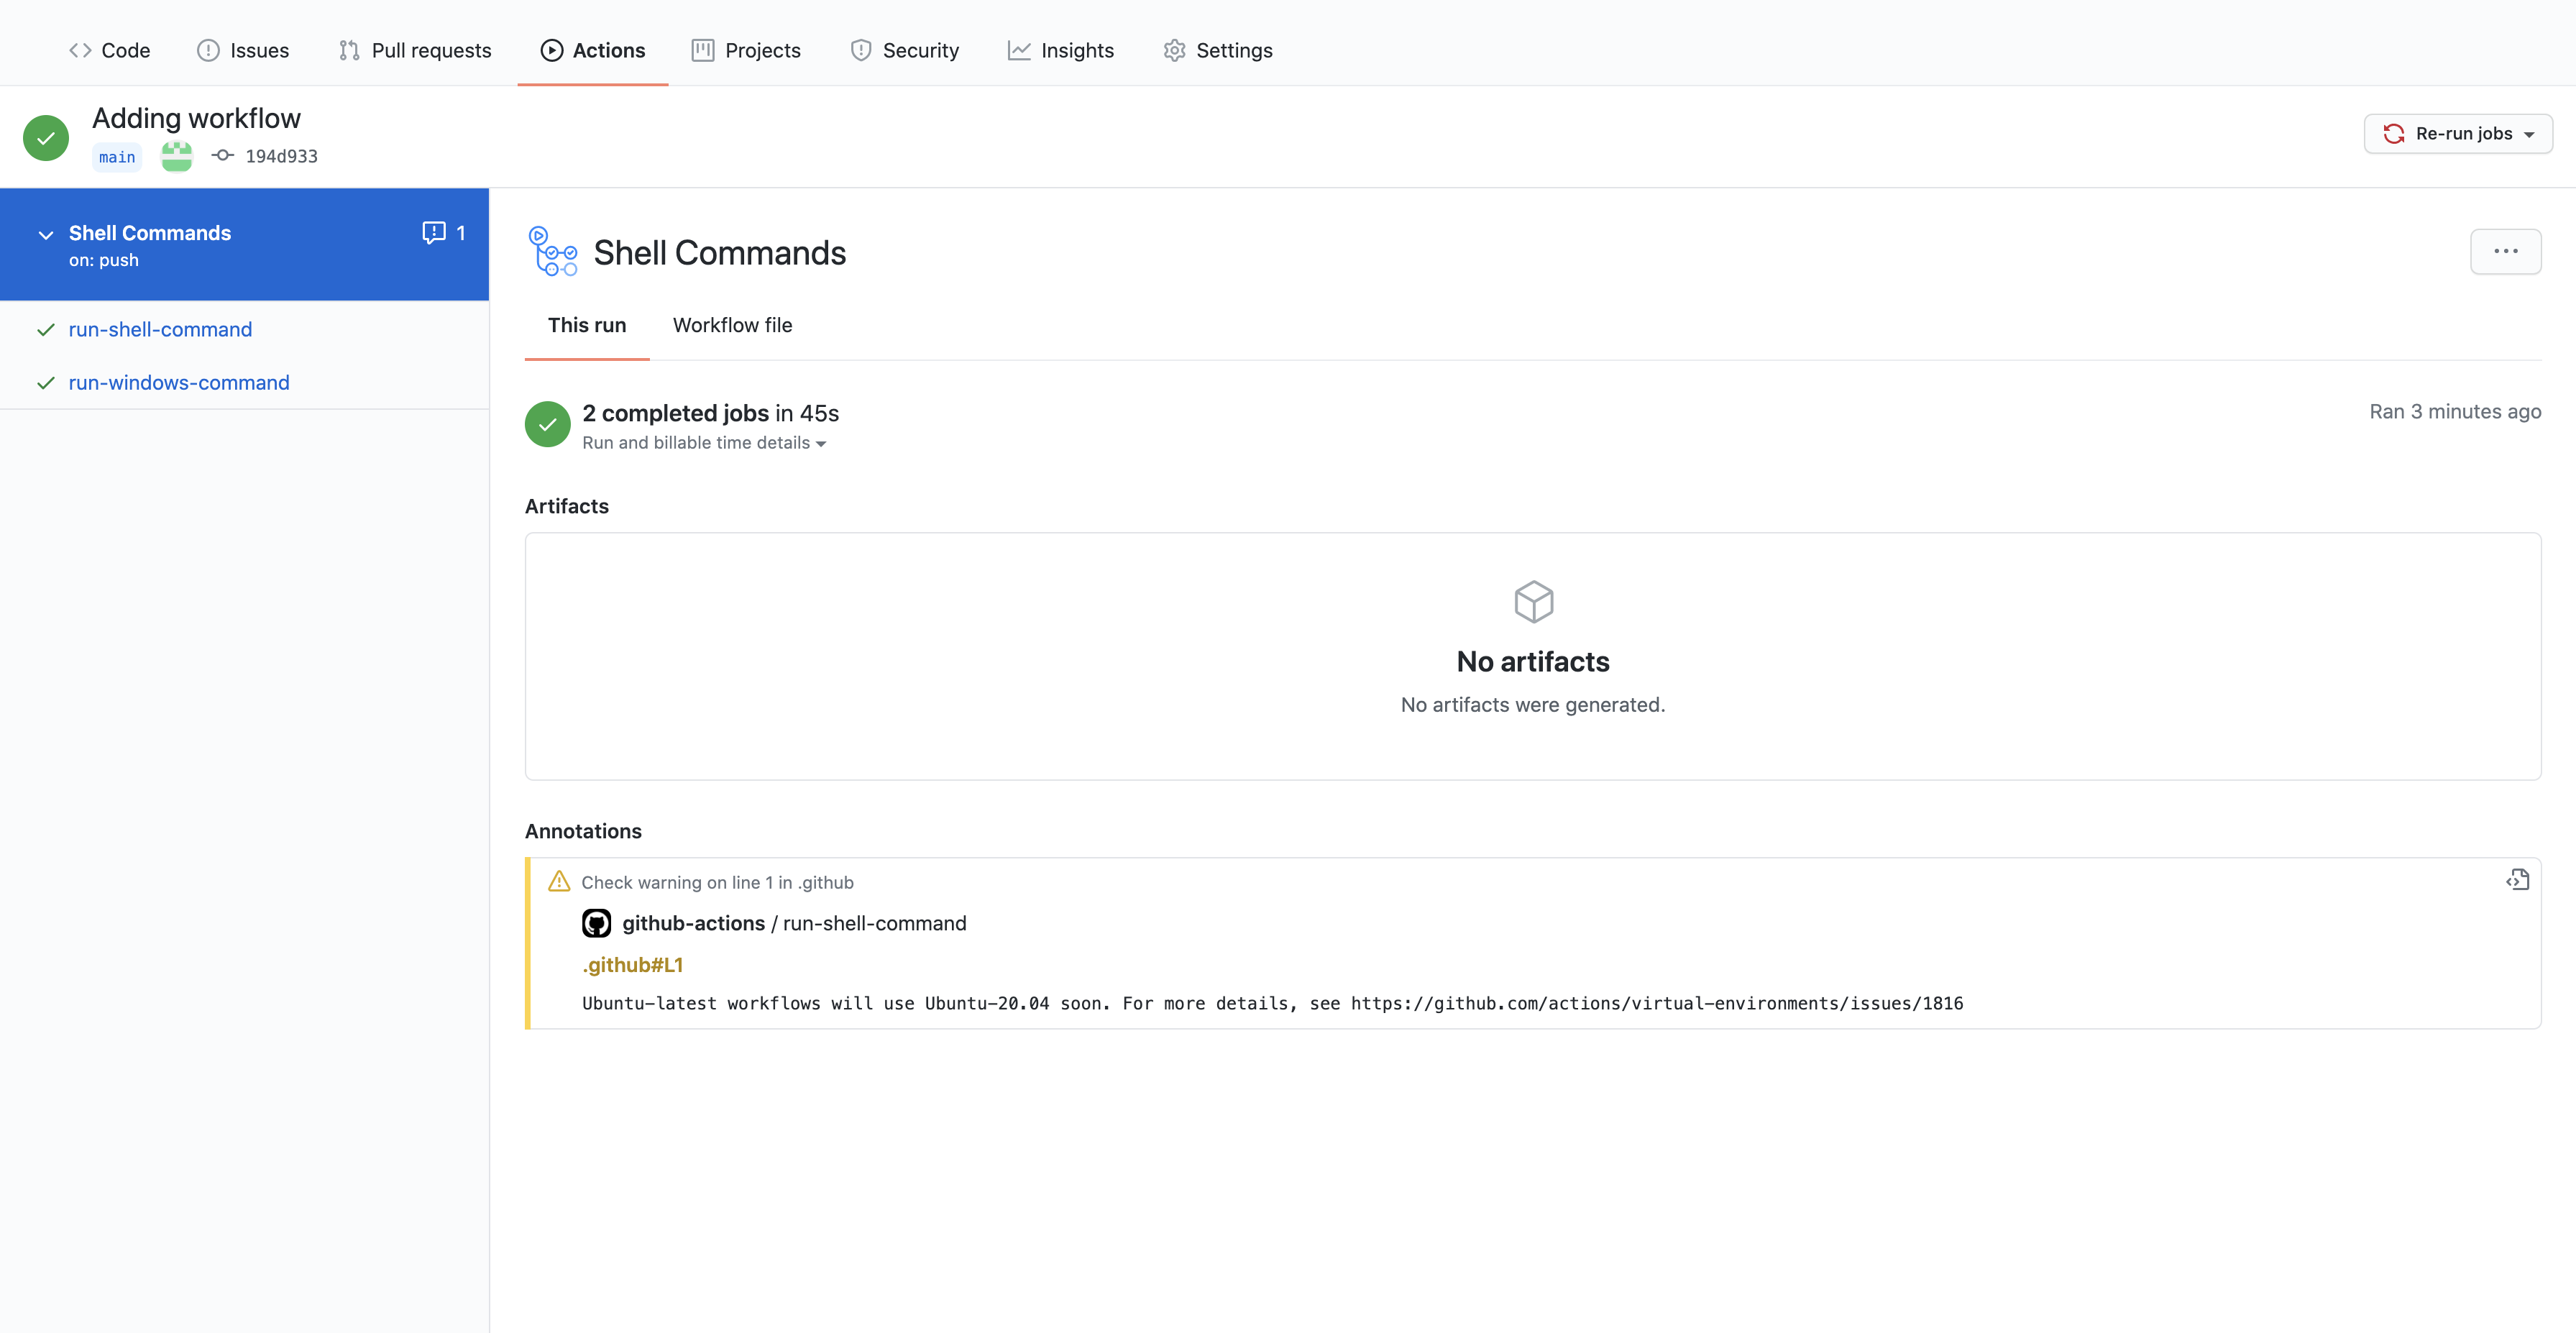 Code Issues Pull requests Actions Projects Security Insights Settings
Adding workflow
main 194d933
Re-run jobs
Shell Commands 1
on: push
run-shell-command
run-windows-command
Shell Commands
This run Workflow file
2 completed jobs in 45s
Run and billable time details
Ran 3 minutes ago
Artifacts
No artifacts
No artifacts were generated.
Annotations
Check warning on line 1 in .github
github-actions / run-shell-command
.github#L1
Ubuntu-latest workflows will use Ubuntu-20.04 soon. For more details, see https://github.com/actions/virtual-environments/issues/1816